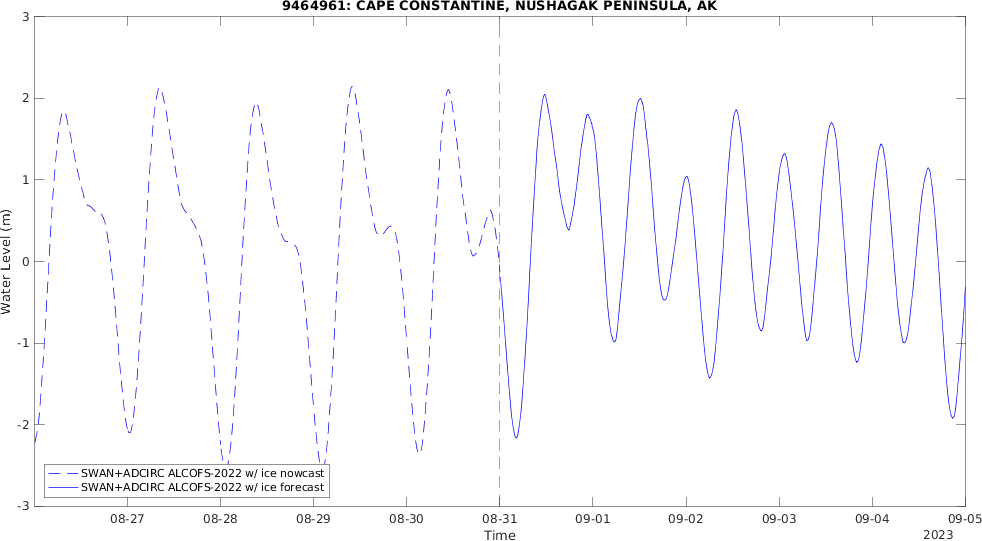 9464961: CAPE CONSTANTINE, NUSHAGAK PENINSULA, AK
3
2
1
0
-1
-2
-3
Water Level (m)
SWAN+ADCIRC ALCOFS-2022 w/ ice nowcast
SWAN+ADCIRC ALCOFS-2022 w/ ice forecast
08-27 08-28 08-29 08-30 08-31 09-01 09-02 09-03 09-04 09-05
Time
2023